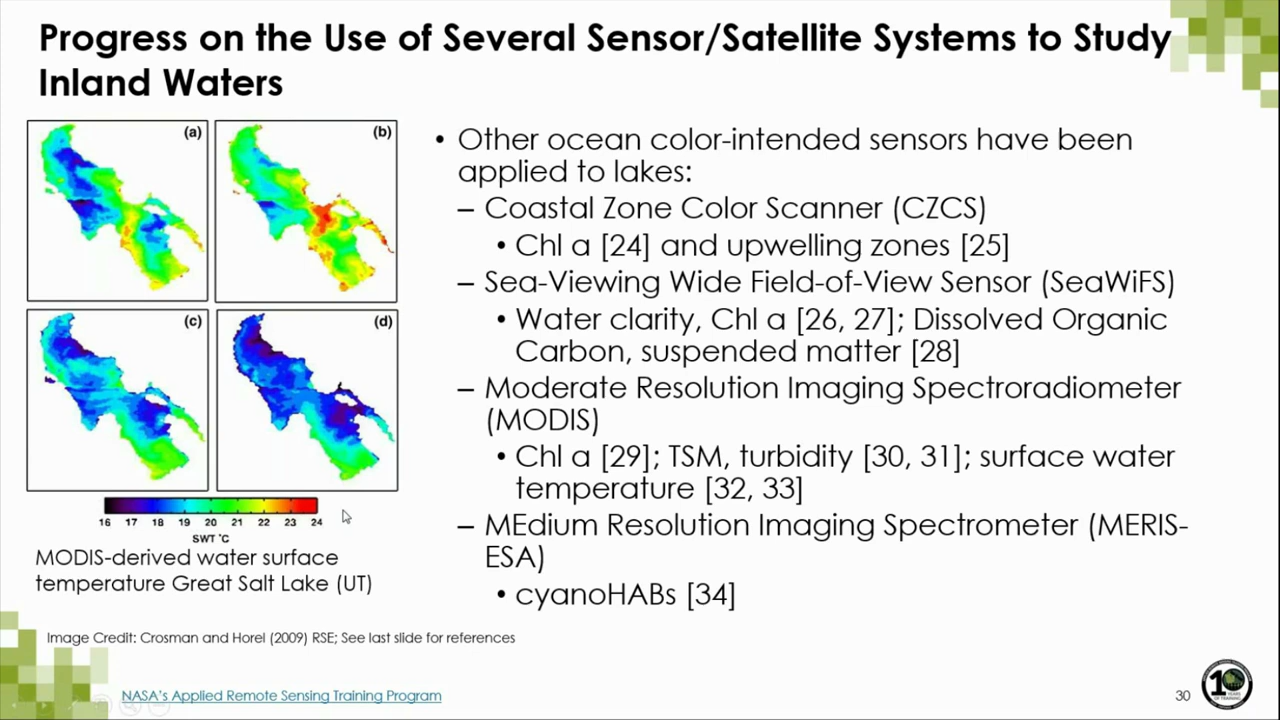 Progress on the Use of Several Sensor/Satellite Systems to Study
Inland Waters
(a)
(b)
(c)
(d)
16 17 18 19 20 21 22 23 24
SWT °C
MODIS-derived water surface
temperature Great Salt Lake (UT)
• Other ocean color-intended sensors have been
applied to lakes:
– Coastal Zone Color Scanner (CZCS)
• Chl a [24] and upwelling zones [25]
– Sea-Viewing Wide Field-of-View Sensor (SeaWiFS)
• Water clarity, Chl a [26, 27]; Dissolved Organic
Carbon, suspended matter [28]
– Moderate Resolution Imaging Spectroradiometer
(MODIS)
• Chl a [29]; TSM, turbidity [30, 31]; surface water
temperature [32, 33]
– MEdium Resolution Imaging Spectrometer (MERIS-
ESA)
• cyanoHABs [34]
Image Credit: Crosman and Horel (2009) RSE; See last slide for references
NASA's Applied Remote Sensing Training Program
30
10